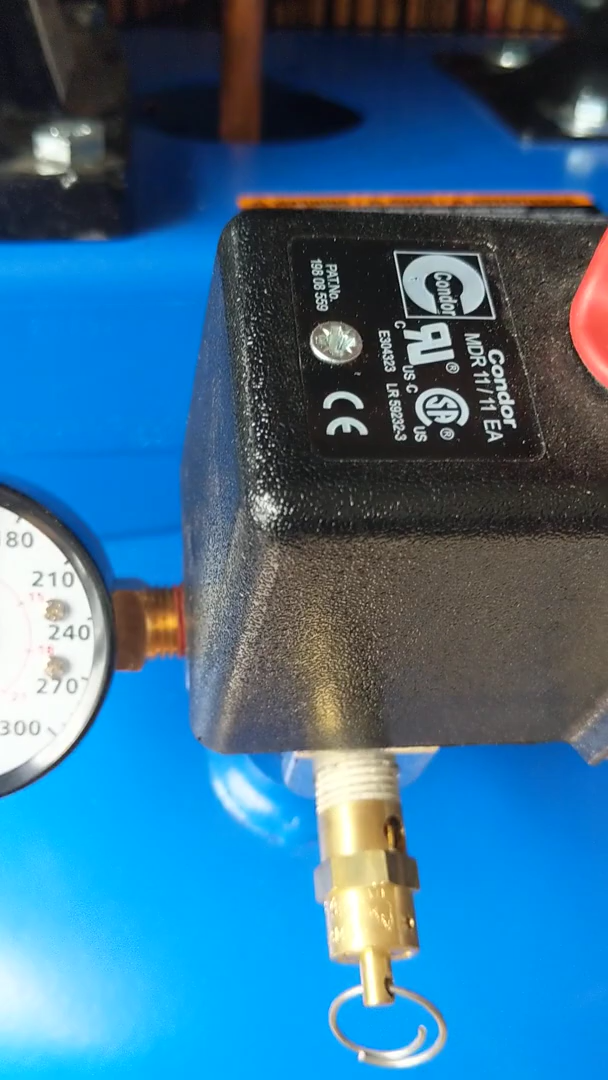 Condor
Condor
MDR 11 / 11 EA
C US
®
SA ®
C US
E304323 LR 59232-3
PAT.No.
198 08 559
CE
180
210
240
270
300